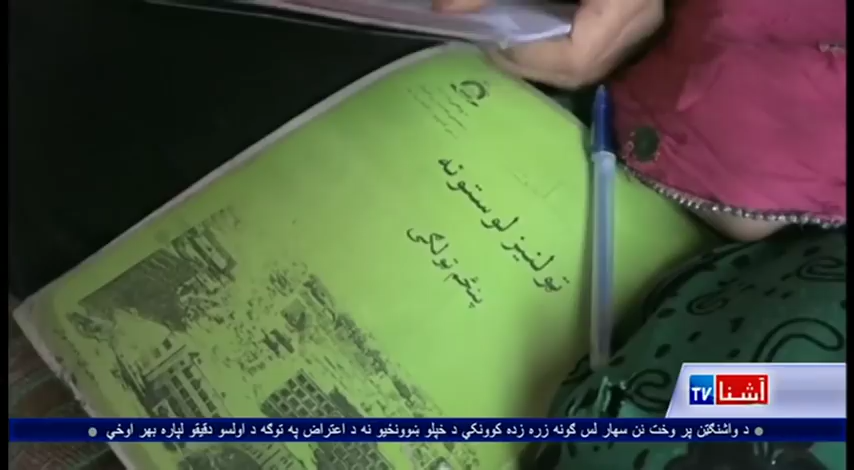 ټولنیز لوستونه
پنځم ټولګی
آشنا TV
د واشنګټن پر وخت نن سهار لس ګونه زره زده کوونکي د خپلو ښوونځیو نه د اعتراض په توګه د اولسو دقیقو لپاره بهر اوځي